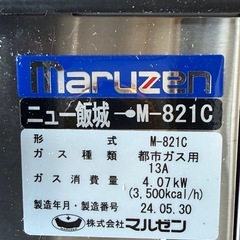 maruzen
ニュー飯城 M-821C
形式 M-821C
ガス種類 都市ガス用
13A
ガス消費量 4.07kW
(3,500kcal/h)
製造年月・製造番号 24.05.30
株式会社 マルゼン